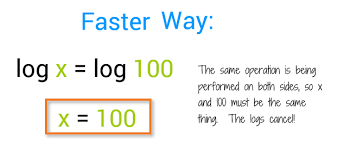 Faster Way:
log x = log 100
x = 100
The same operation is being
performed on both sides, so x
and 100 must be the same
thing. The logs cancel!